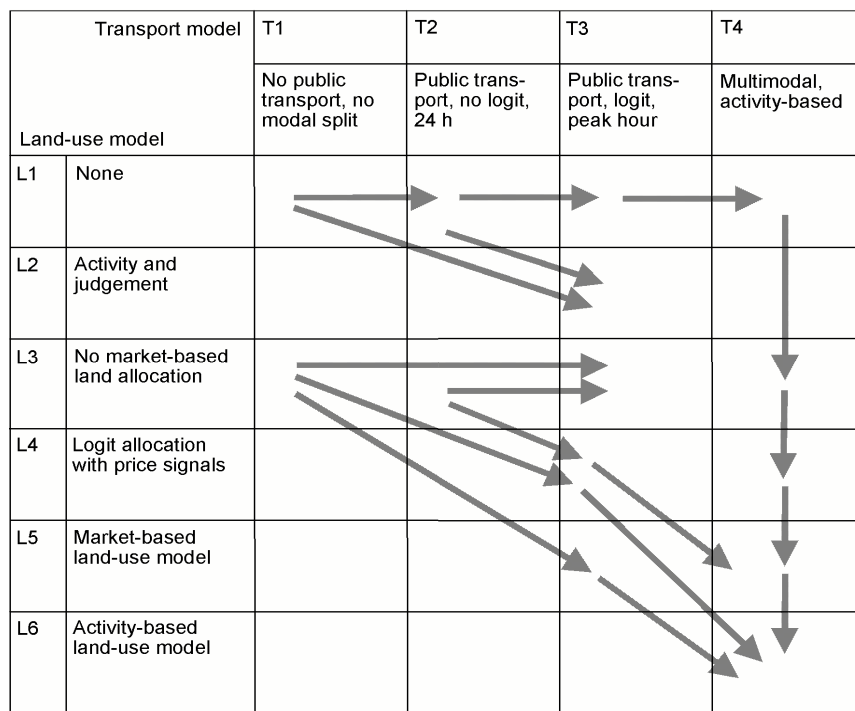 Transport model
T1
T2
T3
T4
No public
transport, no
modal split
Public trans-
port, no logit,
24 h
Public trans-
port, logit,
peak hour
Multimodal,
activity-based
Land-use model
L1
None
L2
Activity and
judgement
L3
No market-based
land allocation
L4
Logit allocation
with price signals
L5
Market-based
land-use model
L6
Activity-based
land-use model